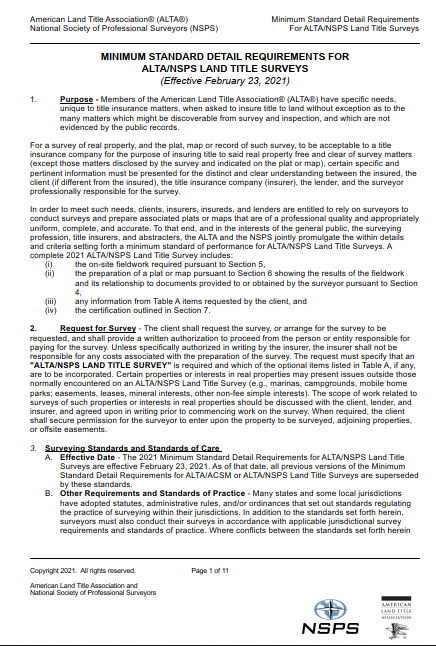 American Land Title Association® (ALTA®)
National Society of Professional Surveyors (NSPS)
Minimum Standard Detail Requirements
For ALTA/NSPS Land Title Surveys
MINIMUM STANDARD DETAIL REQUIREMENTS FOR
ALTA/NSPS LAND TITLE SURVEYS
(Effective February 23, 2021)
1. Purpose - Members of the American Land Title Association® (ALTA®) have specific needs,
unique to title insurance matters, when asked to insure title to land without exception as to the
many matters which might be discoverable from survey and inspection, and which are not
evidenced by the public records.
For a survey of real property, and the plat, map or record of such survey, to be acceptable to a title
insurance company for the purpose of insuring title to said real property free and clear of survey matters
(except those matters disclosed by the survey and indicated on the plat or map), certain specific and
pertinent information must be presented for the distinct and clear understanding between the insured, the
client (if different from the insured), the title insurance company (insurer), the lender, and the surveyor
professionally responsible for the survey.
In order to meet such needs, clients, insurers, insureds, and lenders are entitled to rely on surveyors to
conduct surveys and prepare associated plats or maps that are of a professional quality and appropriately
uniform, complete, and accurate. To that end, and in the interests of the general public, the surveying
profession, title insurers, and abstracters, the ALTA and the NSPS jointly promulgate the within details
and criteria setting forth a minimum standard of performance for ALTA/NSPS Land Title Surveys. A
complete 2021 ALTA/NSPS Land Title Survey includes:
(i) the on-site fieldwork required pursuant to Section 5,
(ii) the preparation of a plat or map pursuant to Section 6 showing the results of the fieldwork
and its relationship to documents provided to or obtained by the surveyor pursuant to Section
4,
(iii) any information from Table A items requested by the client, and
(iv) the certification outlined in Section 7.
2. Request for Survey - The client shall request the survey, or arrange for the survey to be
requested, and shall provide a written authorization to proceed from the person or entity responsible for
paying for the survey. Unless specifically authorized in writing by the insurer, the insurer shall not be
responsible for any costs associated with the preparation of the survey. The request must specify that an
"ALTA/NSPS LAND TITLE SURVEY" is required and which of the optional items listed in Table A, if any,
are to be incorporated. Certain properties or interests in real properties may present issues outside those
normally encountered on an ALTA/NSPS Land Title Survey (e.g., marinas, campgrounds, mobile home
parks; easements, leases, mineral interests, other non-fee simple interests). The scope of work related to
surveys of such properties or interests in real properties should be discussed with the client, lender, and
insurer, and agreed upon in writing prior to commencing work on the survey. When required, the client
shall secure permission for the surveyor to enter upon the property to be surveyed, adjoining properties,
or offsite easements.
3. Surveying Standards and Standards of Care
A. Effective Date - The 2021 Minimum Standard Detail Requirements for ALTA/NSPS Land Title
Surveys are effective February 23, 2021. As of that date, all previous versions of the Minimum
Standard Detail Requirements for ALTA/ACSM or ALTA/NSPS Land Title Surveys are superseded
by these standards.
B. Other Requirements and Standards of Practice - Many states and some local jurisdictions
have adopted statutes, administrative rules, and/or ordinances that set out standards regulating
the practice of surveying within their jurisdictions. In addition to the standards set forth herein,
surveyors must also conduct their surveys in accordance with applicable jurisdictional survey
requirements and standards of practice. Where conflicts between the standards set forth herein
Copyright 2021. All rights reserved.
Page 1 of 11
American Land Title Association and
National Society of Professional Surveyors
NSPS
AMERICAN
LAND TITLE
ASSOCIATION